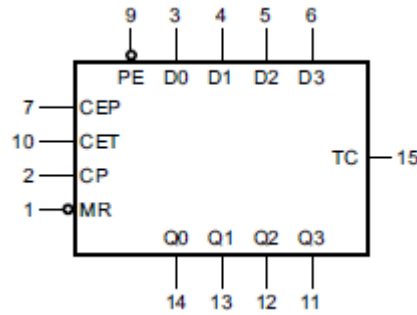 9 3 4 5 6
PE D0 D1 D2 D3
7 CEP
10 CET
TC 15
2 CP
1 MR
Q0 Q1 Q2 Q3
14 13 12 11